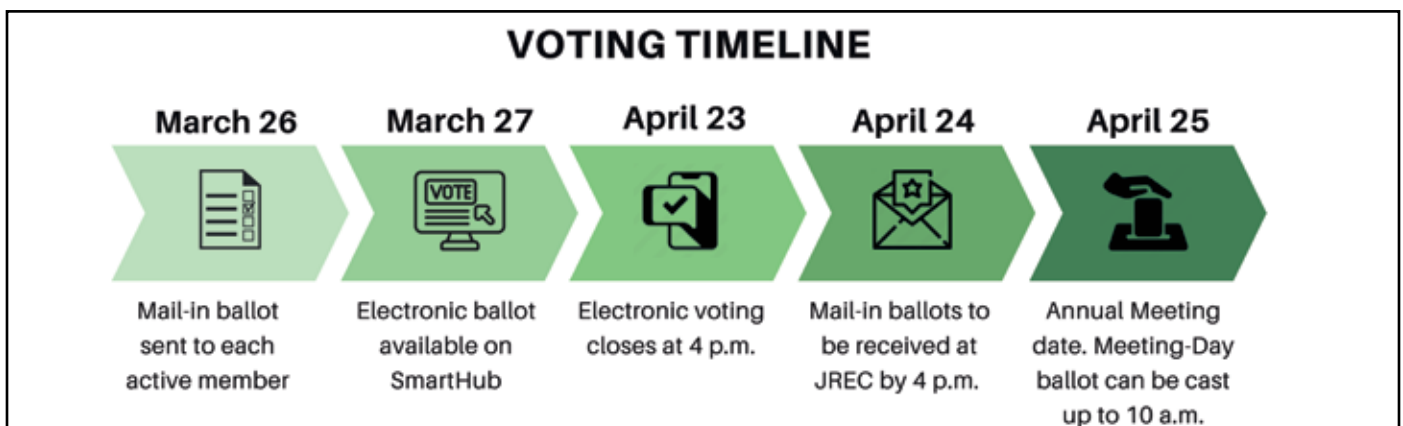 VOTING TIMELINE
March 26
March 27
April 23
April 24
April 25
VOTE
Mail-in ballot
sent to each
active member
Electronic ballot
available on
SmartHub
Electronic voting
closes at 4 p.m.
Mail-in ballots to
be received at
JREC by 4 p.m.
Annual Meeting
date. Meeting-Day
ballot can be cast
up to 10 a.m.